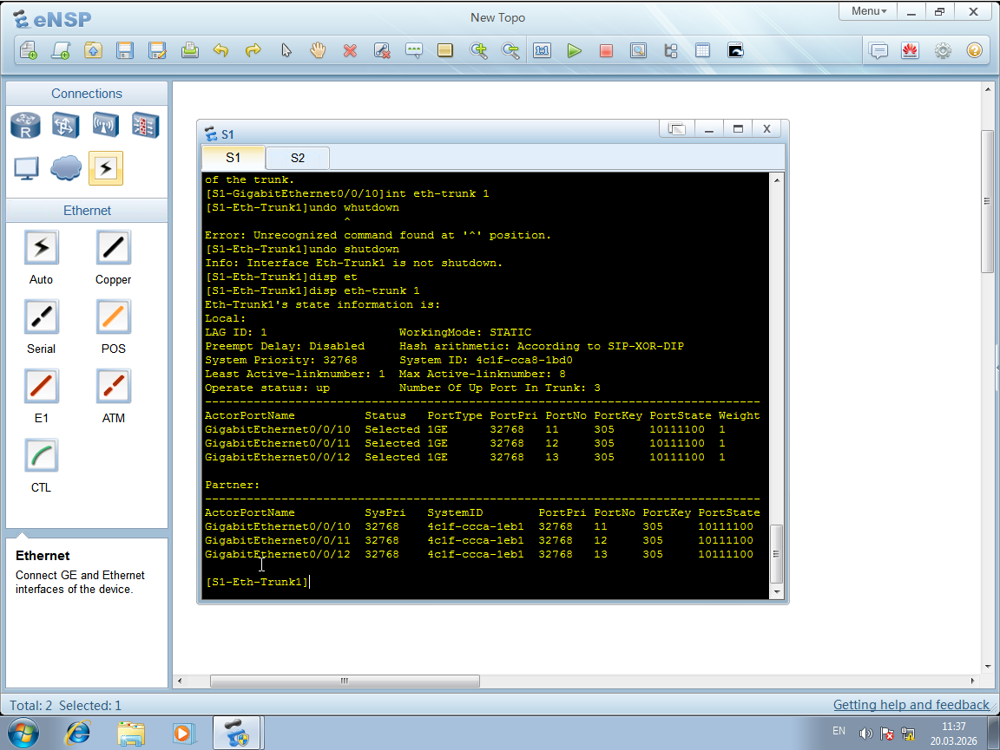 eNSP
New Topo
Menu
Connections
R
Ethernet
Auto
Copper
Serial
POS
E1
ATM
CTL
Ethernet
Connect GE and Ethernet
interfaces of the device.
S1
S1
S2
of the trunk.
[S1-GigabitEthernet0/0/10]int eth-trunk 1
[S1-Eth-Trunk1]undo whutdown
^
Error: Unrecognized command found at '^' position.
[S1-Eth-Trunk1]undo shutdown
Info: Interface Eth-Trunk1 is not shutdown.
[S1-Eth-Trunk1]disp et
[S1-Eth-Trunk1]disp eth-trunk 1
Eth-Trunk1's state information is:
Local:
LAG ID: 1 WorkingMode: STATIC
Preempt Delay: Disabled Hash arithmetic: According to SIP-XOR-DIP
System Priority: 32768 System ID: 4c1f-cca8-1bd0
Least Active-linknumber: 1 Max Active-linknumber: 8
Operate status: up Number Of Up Port In Trunk: 3
--------------------------------------------------------------------------------
ActorPortName Status PortType PortPri PortNo PortKey PortState Weight
GigabitEthernet0/0/10 Selected 1GE 32768 11 305 10111100 1
GigabitEthernet0/0/11 Selected 1GE 32768 12 305 10111100 1
GigabitEthernet0/0/12 Selected 1GE 32768 13 305 10111100 1
Partner:
--------------------------------------------------------------------------------
ActorPortName SysPri SystemID PortPri PortNo PortKey PortState
GigabitEthernet0/0/10 32768 4c1f-ccca-1eb1 32768 11 305 10111100
GigabitEthernet0/0/11 32768 4c1f-ccca-1eb1 32768 12 305 10111100
GigabitEthernet0/0/12 32768 4c1f-ccca-1eb1 32768 13 305 10111100
[S1-Eth-Trunk1]
Total: 2 Selected: 1
Getting help and feedback
EN
11:37
20.03.2026